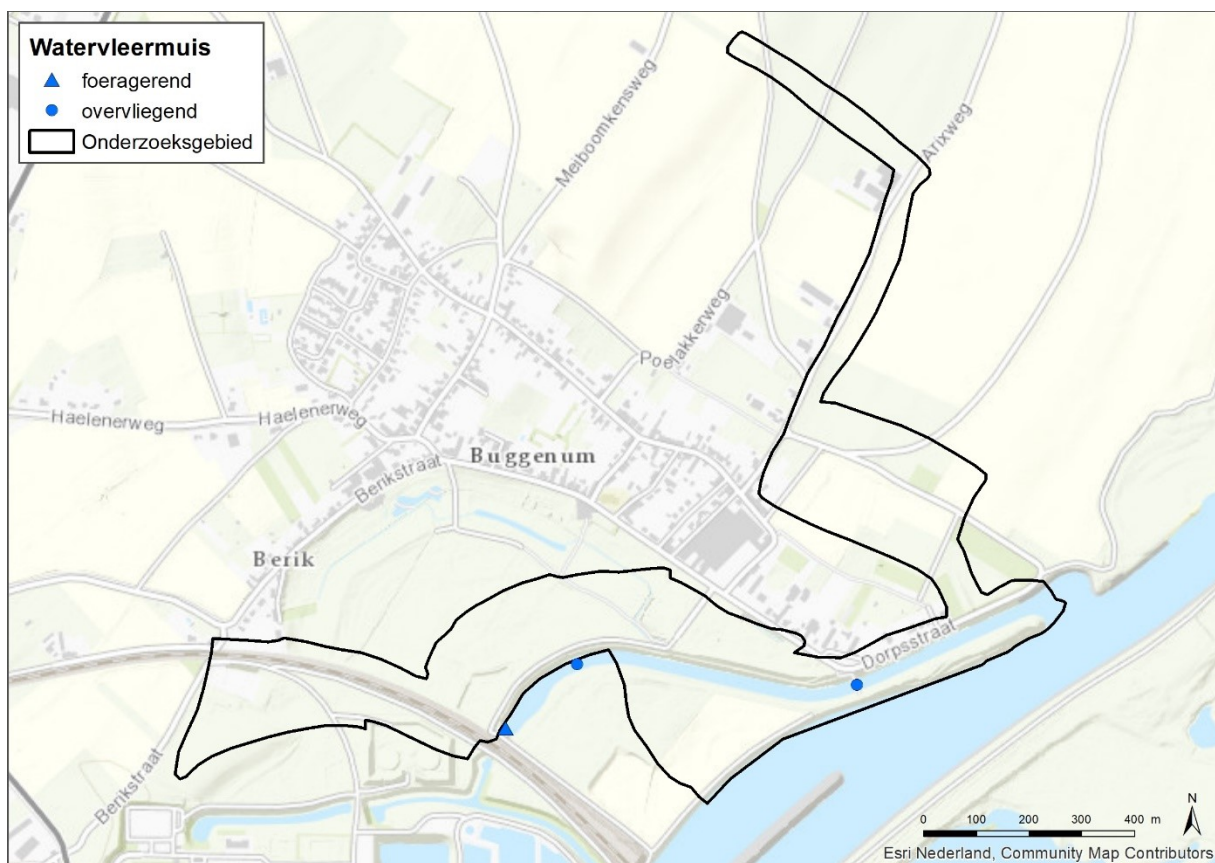 Watervleermuis
foeragerend
overvliegend
Onderzoeksgebied
Meiboomkensweg
Arixweg
Poelakkerweg
Haelenerweg
Haelenerweg
Buggenum
Berikstraat
Berik
Dorpsstraat
Berikstraat
N
0 100 200 300 400 m
Esri Nederland, Community Map Contributors